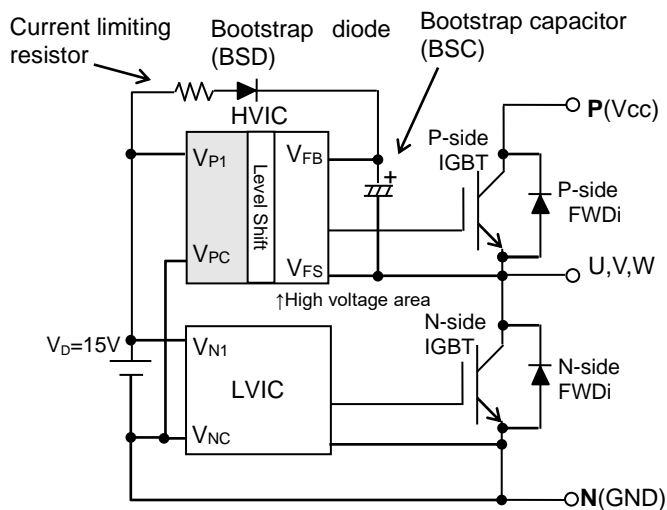 Current limiting
resistor
Bootstrap diode
(BSD)
Bootstrap capacitor
(BSC)
HVIC
P(Vcc)
VP1
Level Shift
VFB
P-side
IGBT
P-side
FWDi
VPC
VFS
U,V,W
↑High voltage area
VD=15V
VN1
N-side
IGBT
N-side
FWDi
LVIC
VNC
N(GND)
+